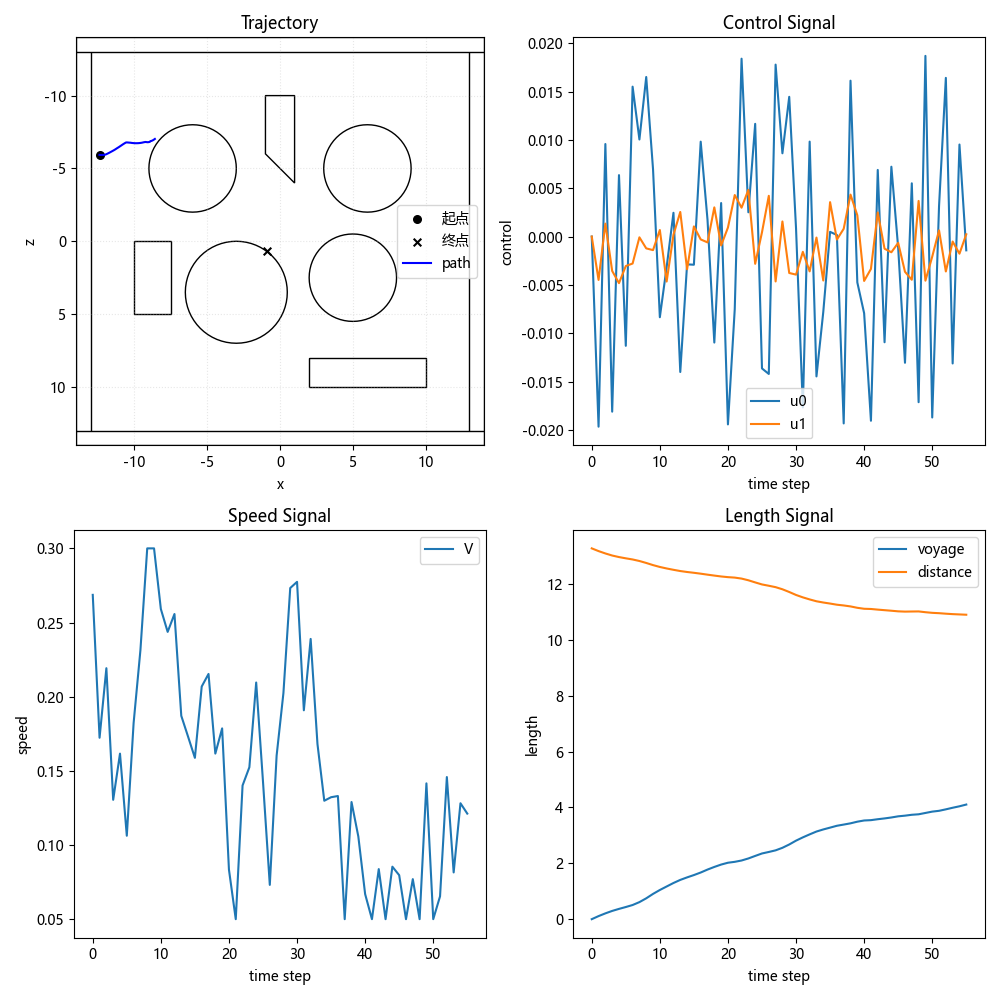 Trajectory
-10
-5
0
5
10
z
-10
-5
0
5
10
x
起点
终点
path
Control Signal
0.020
0.015
0.010
0.005
0.000
-0.005
-0.010
-0.015
-0.020
control
0
10
20
30
40
50
time step
u0
u1
Speed Signal
0.30
0.25
0.20
0.15
0.10
0.05
speed
0
10
20
30
40
50
time step
V
Length Signal
12
10
8
6
4
2
0
length
0
10
20
30
40
50
time step
voyage
distance